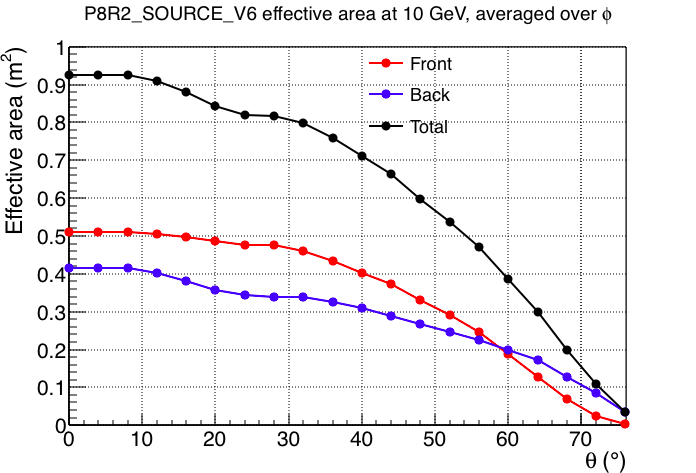 P8R2_SOURCE_V6 effective area at 10 GeV, averaged over ϕ
Effective area (m²)
1
0.9
0.8
0.7
0.6
0.5
0.4
0.3
0.2
0.1
0
Front
Back
Total
0 10 20 30 40 50 60 70
θ (°)